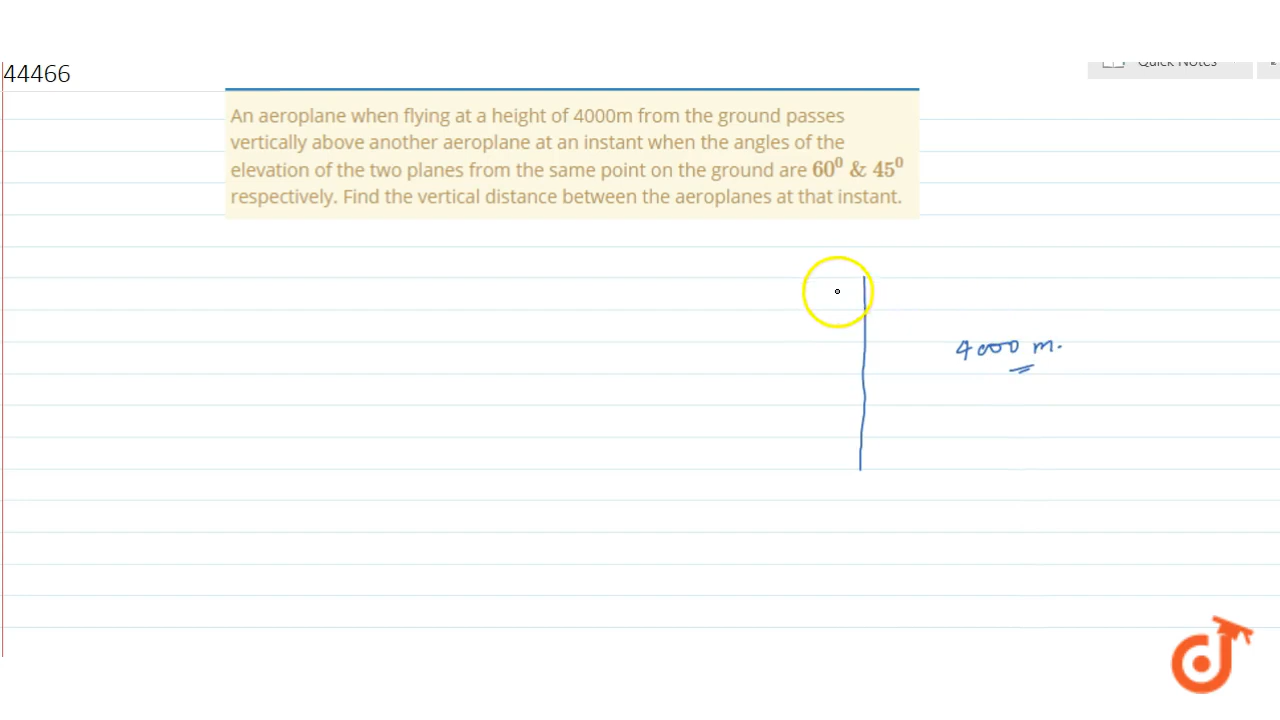 44466
Quick Notes
An aeroplane when flying at a height of 4000m from the ground passes
vertically above another aeroplane at an instant when the angles of the
elevation of the two planes from the same point on the ground are 60⁰ & 45⁰
respectively. Find the vertical distance between the aeroplanes at that instant.
4000 m.